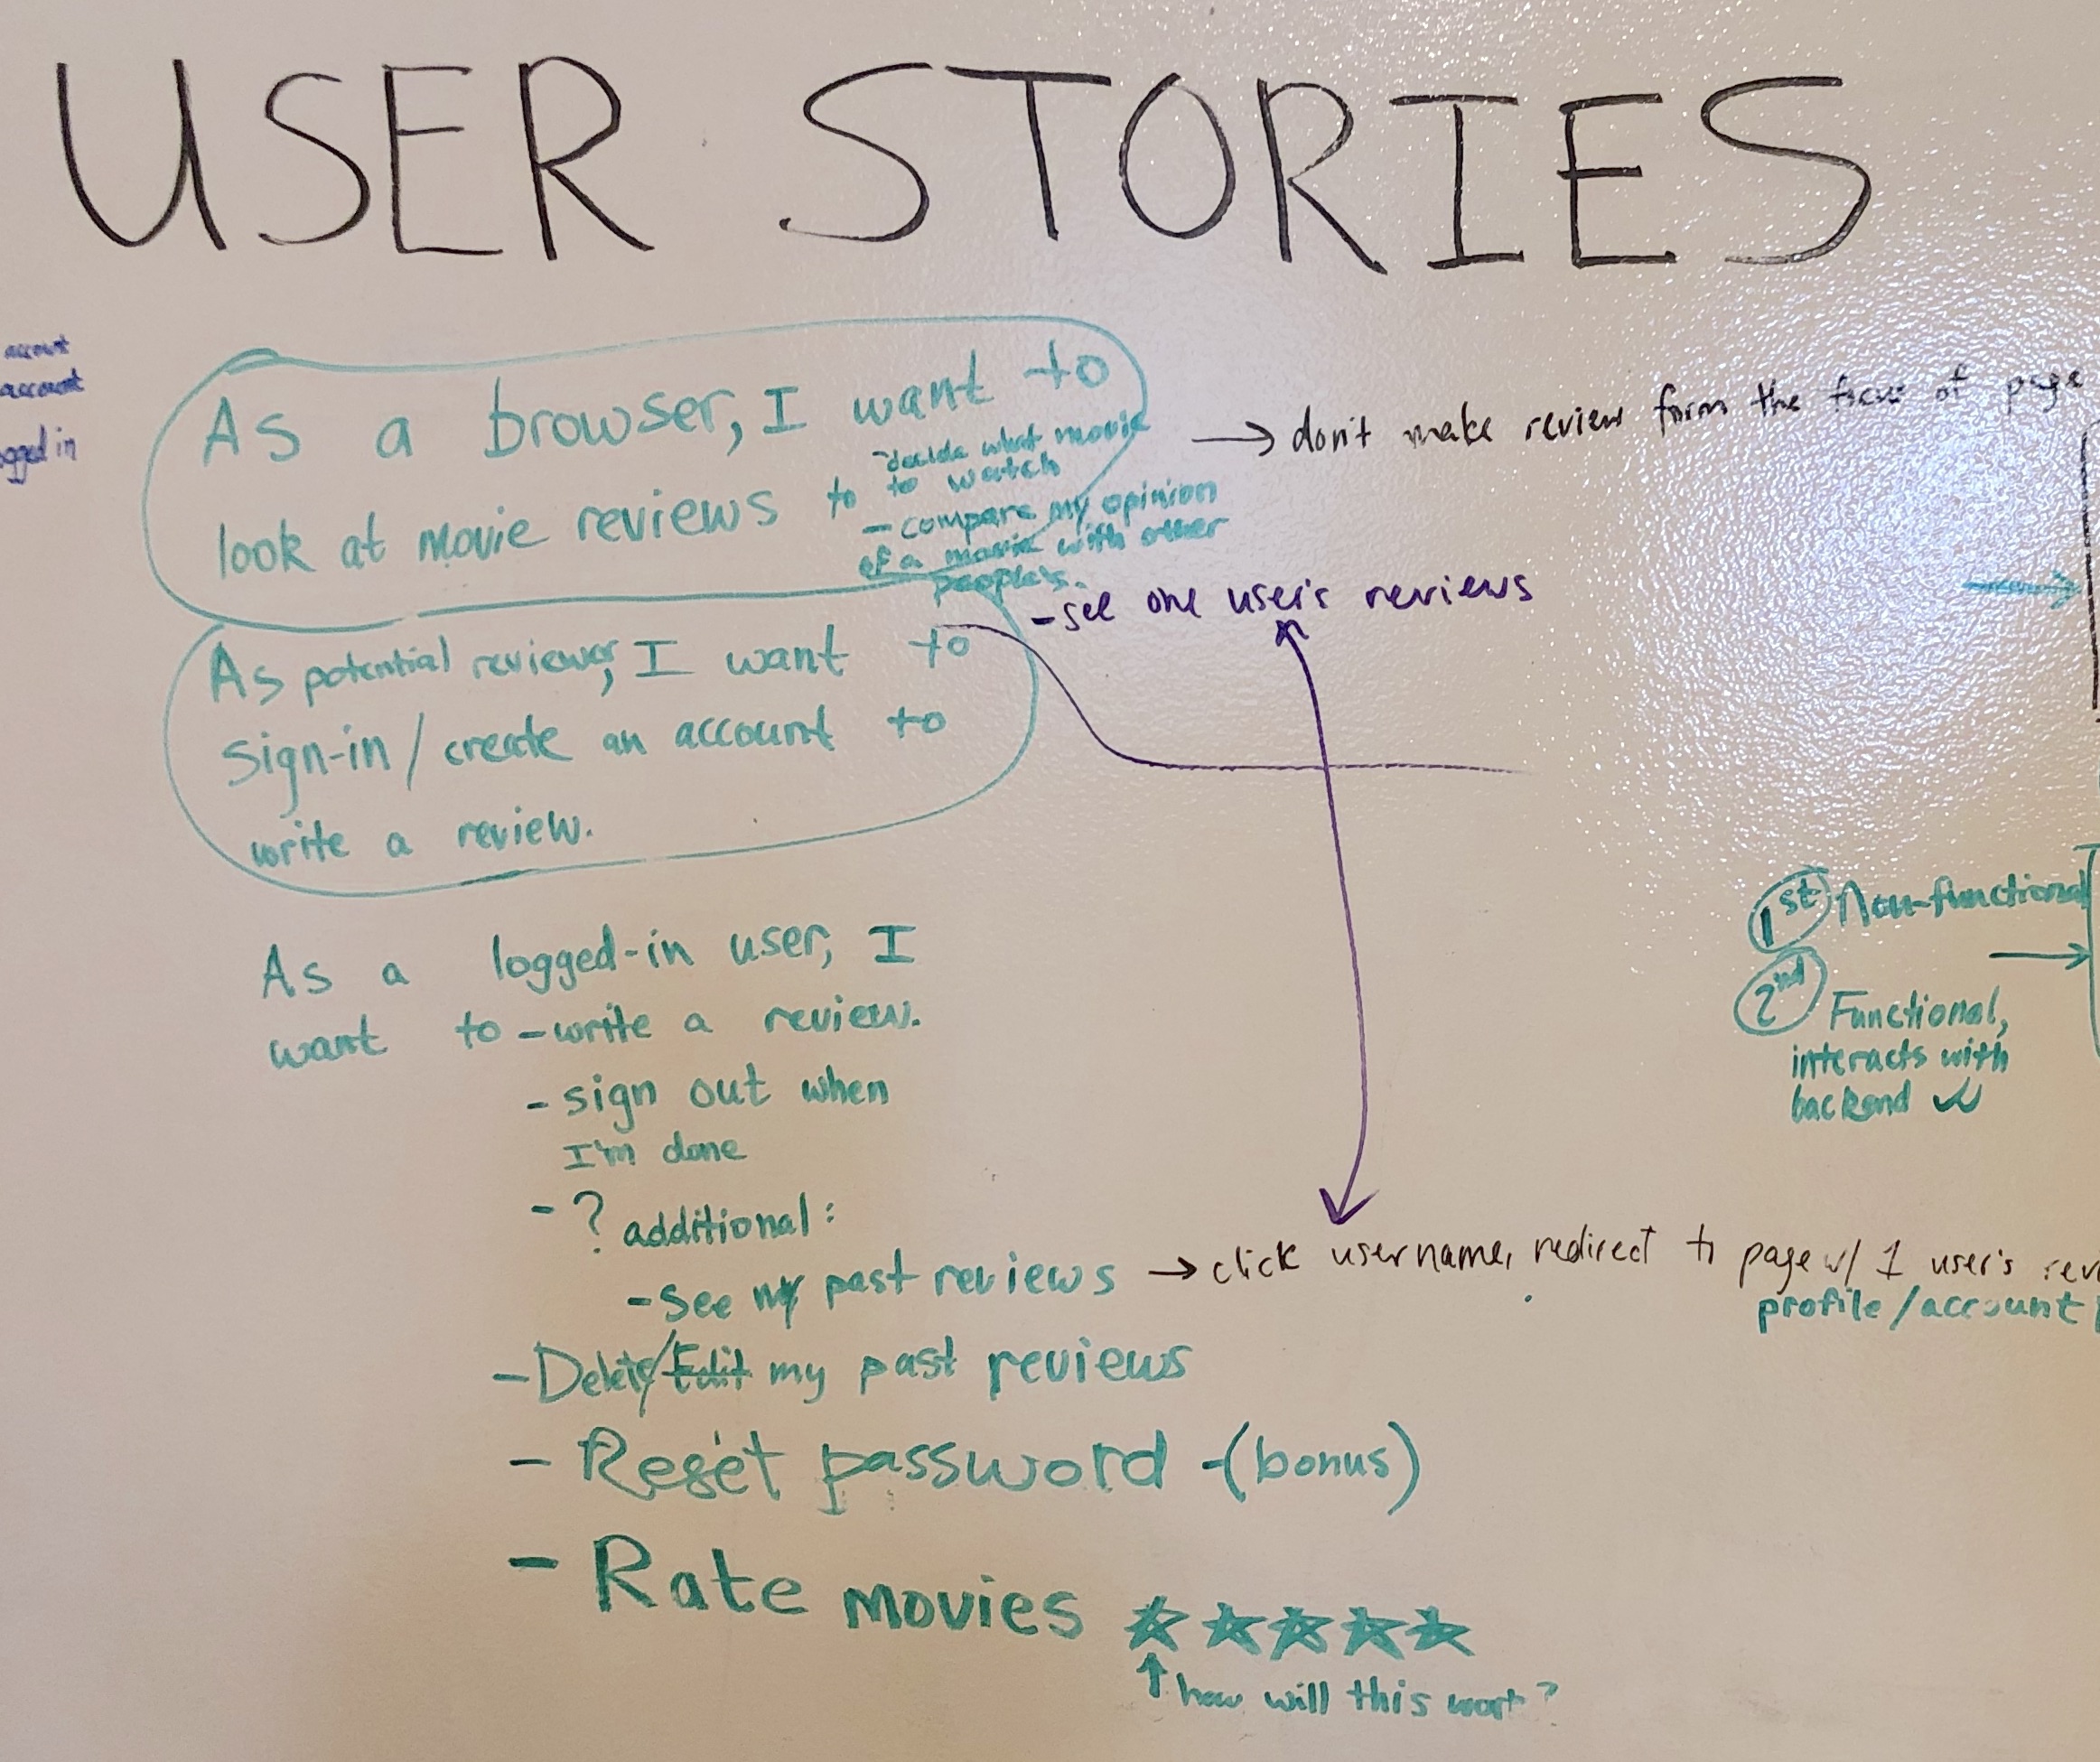 USER STORIES
account
account
logged in
As a browser, I want to
look at movie reviews to
- decide what movie
to watch
- compare my opinion
of a movie with other
people's.
- see one user's reviews
→ don't make review form the focus of page
As potential reviewer, I want to
sign-in / create an account to
write a review.
As a logged-in user, I
want to - write a review.
- sign out when
I'm done
- ? additional:
- See my past reviews → click username, redirect to page w/ 1 user's
profile/account
- Delete/Edit my past reviews
- Reset password - (bonus)
- Rate movies ☆☆☆☆☆
↑ how will this work?
1st Non-functional
2nd Functional,
interacts with
backend